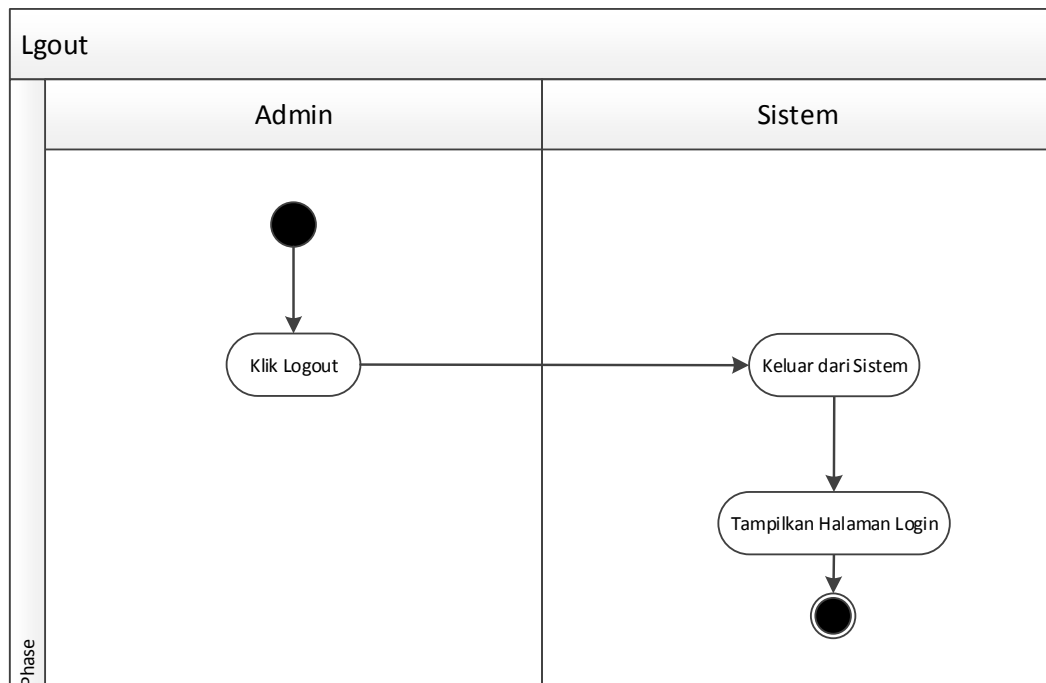 Lgout
Admin
Sistem
Klik Logout
Keluar dari Sistem
Tampilkan Halaman Login
Phase